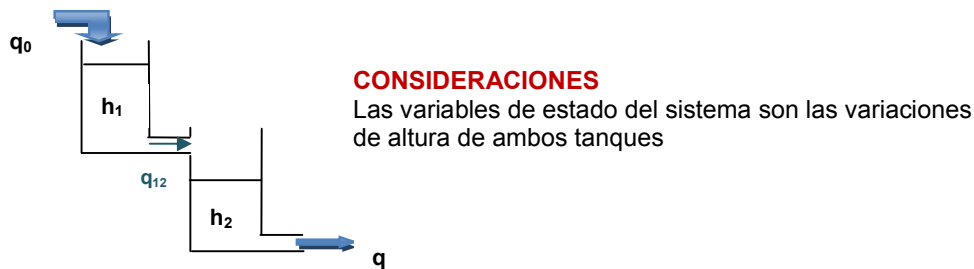 q₀
h₁
CONSIDERACIONES
Las variables de estado del sistema son las variaciones
de altura de ambos tanques
q₁₂
h₂
q